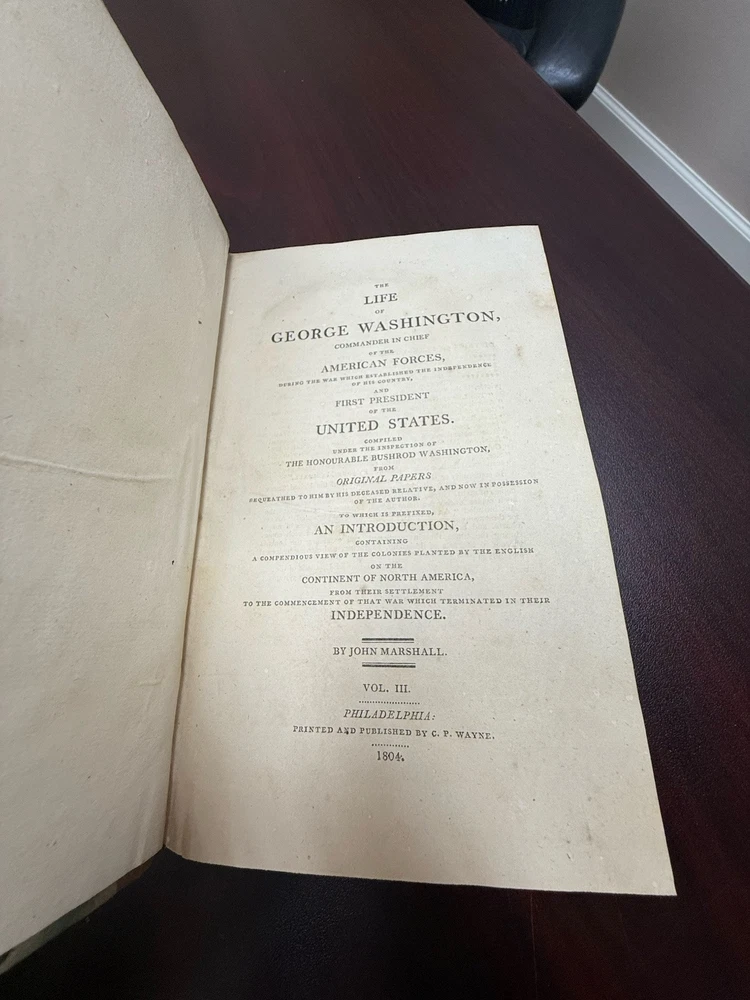 THE
LIFE
OF
GEORGE WASHINGTON,
COMMANDER IN CHIEF
OF THE
AMERICAN FORCES,
DURING THE WAR WHICH ESTABLISHED THE INDEPENDENCE
OF HIS COUNTRY,
AND
FIRST PRESIDENT
OF THE
UNITED STATES.
COMPILED
UNDER THE INSPECTION OF
THE HONOURABLE BUSHROD WASHINGTON,
FROM
ORIGINAL PAPERS
BEQUEATHED TO HIM BY HIS DECEASED RELATIVE, AND NOW IN POSSESSION
OF THE AUTHOR.
TO WHICH IS PREFIXED,
AN INTRODUCTION,
CONTAINING
A COMPENDIOUS VIEW OF THE COLONIES PLANTED BY THE ENGLISH
ON THE
CONTINENT OF NORTH AMERICA,
FROM THEIR SETTLEMENT
TO THE COMMENCEMENT OF THAT WAR WHICH TERMINATED IN THEIR
INDEPENDENCE.
BY JOHN MARSHALL.
VOL. III.
PHILADELPHIA:
PRINTED AND PUBLISHED BY C. P. WAYNE.
1804.